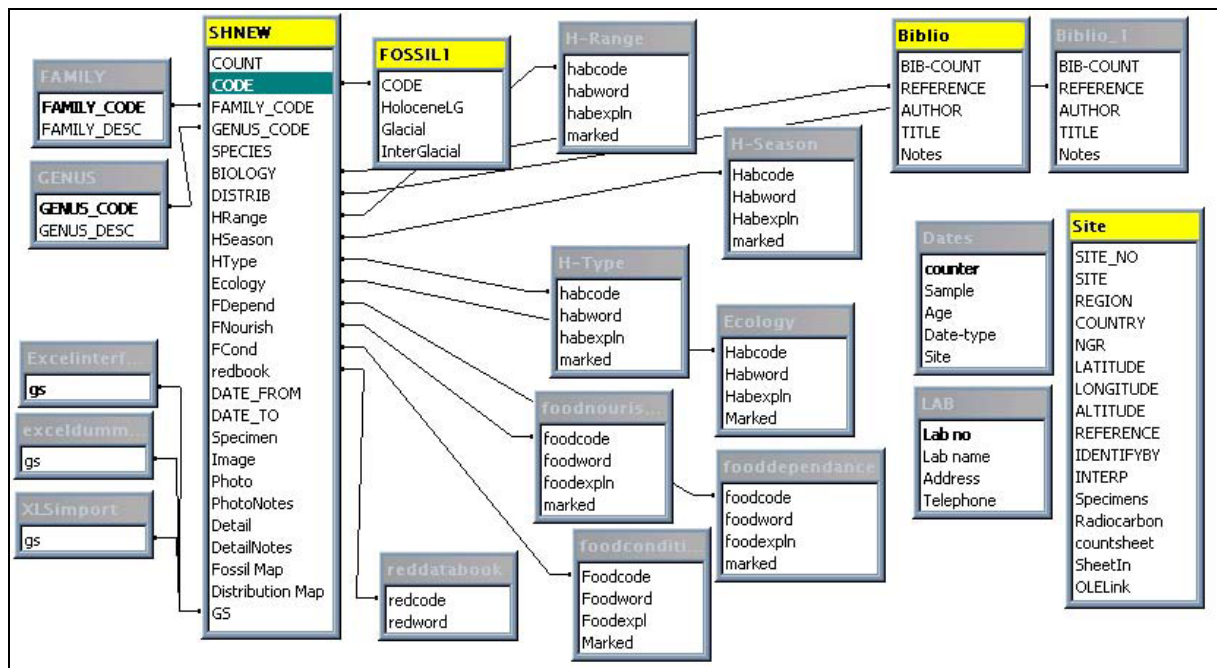 SHNEW
COUNT
CODE
FAMILY_CODE
GENUS_CODE
SPECIES
BIOLOGY
DISTRIB
HRange
HSeason
HType
Ecology
FDepend
FNourish
FCond
redbook
DATE_FROM
DATE_TO
Specimen
Image
Photo
PhotoNotes
Detail
DetailNotes
Fossil Map
Distribution Map
GS
FAMILY
FAMILY_CODE
FAMILY_DESC
GENUS
GENUS_CODE
GENUS_DESC
Excelinterf...
gs
exceldumm...
gs
XLSimport
gs
FOSSIL1
CODE
HoloceneLG
Glacial
InterGlacial
H-Range
habcode
habword
habexpln
marked
H-Season
Habcode
Habword
Habexpln
marked
H-Type
habcode
habword
habexpln
marked
Ecology
Habcode
Habword
Habexpln
Marked
foodnouris...
foodcode
foodword
foodexpln
marked
fooddependance
foodcode
foodword
foodexpln
marked
foodconditi...
Foodcode
Foodword
Foodexpl
Marked
reddatabook
redcode
redword
Biblio
BIB-COUNT
REFERENCE
AUTHOR
TITLE
Notes
Biblio_1
BIB-COUNT
REFERENCE
AUTHOR
TITLE
Notes
Dates
counter
Sample
Age
Date-type
Site
LAB
Lab no
Lab name
Address
Telephone
Site
SITE_NO
SITE
REGION
COUNTRY
NGR
LATITUDE
LONGITUDE
ALTITUDE
REFERENCE
IDENTIFYBY
INTERP
Specimens
Radiocarbon
countsheet
SheetIn
OLELink